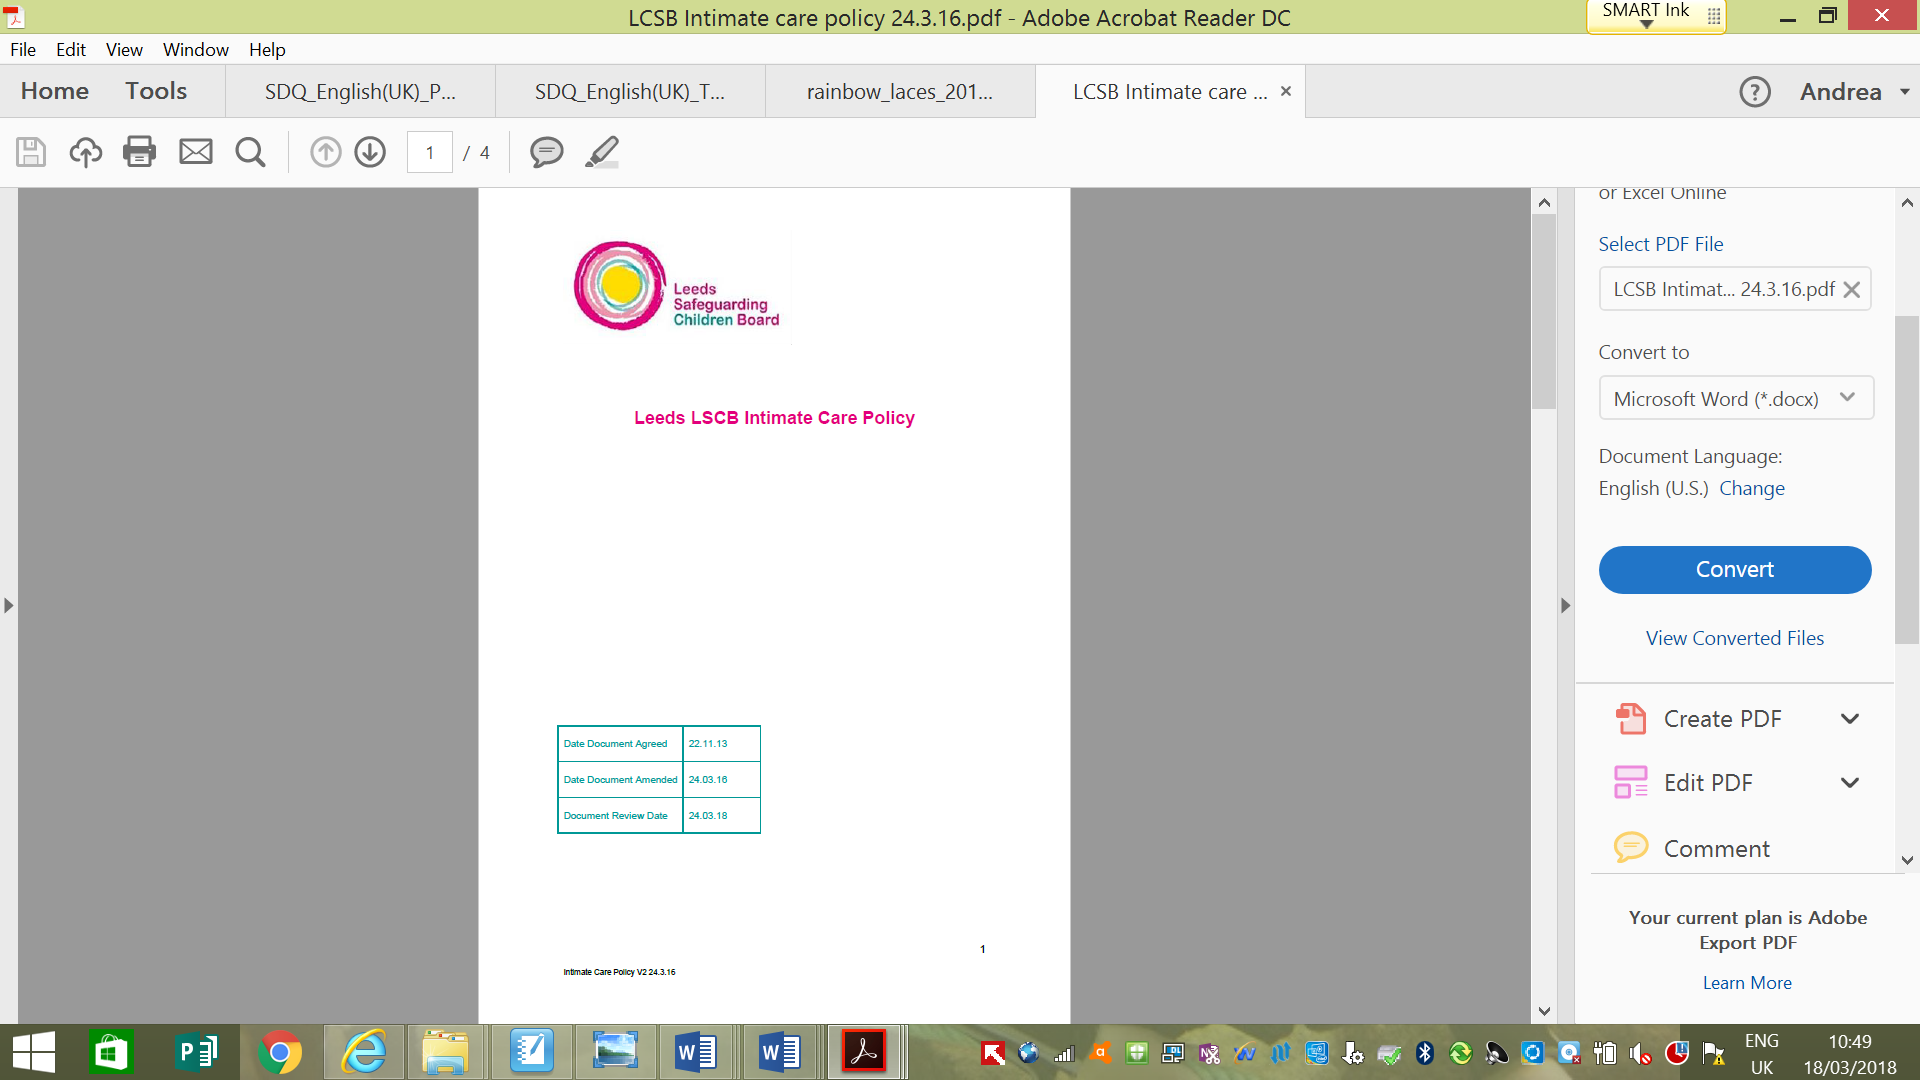 LCSB Intimate care policy 24.3.16.pdf - Adobe Acrobat Reader DC
SMART Ink
File Edit View Window Help
Home Tools SDQ_English(UK)_P... SDQ_English(UK)_T... rainbow_laces_201... LCSB Intimate care ... Andrea
1 / 4
or Excel Online
Select PDF File
LCSB Intimat... 24.3.16.pdf
Convert to
Microsoft Word (*.docx)
Document Language:
English (U.S.) Change
Convert
View Converted Files
Create PDF
Edit PDF
Comment
Your current plan is Adobe
Export PDF
Learn More
Leeds
Safeguarding
Children Board
Leeds LSCB Intimate Care Policy
Date Document Agreed 22.11.13
Date Document Amended 24.03.16
Document Review Date 24.03.18
1
Intimate Care Policy V2 24.3.16
ENG
UK
10:49
18/03/2018